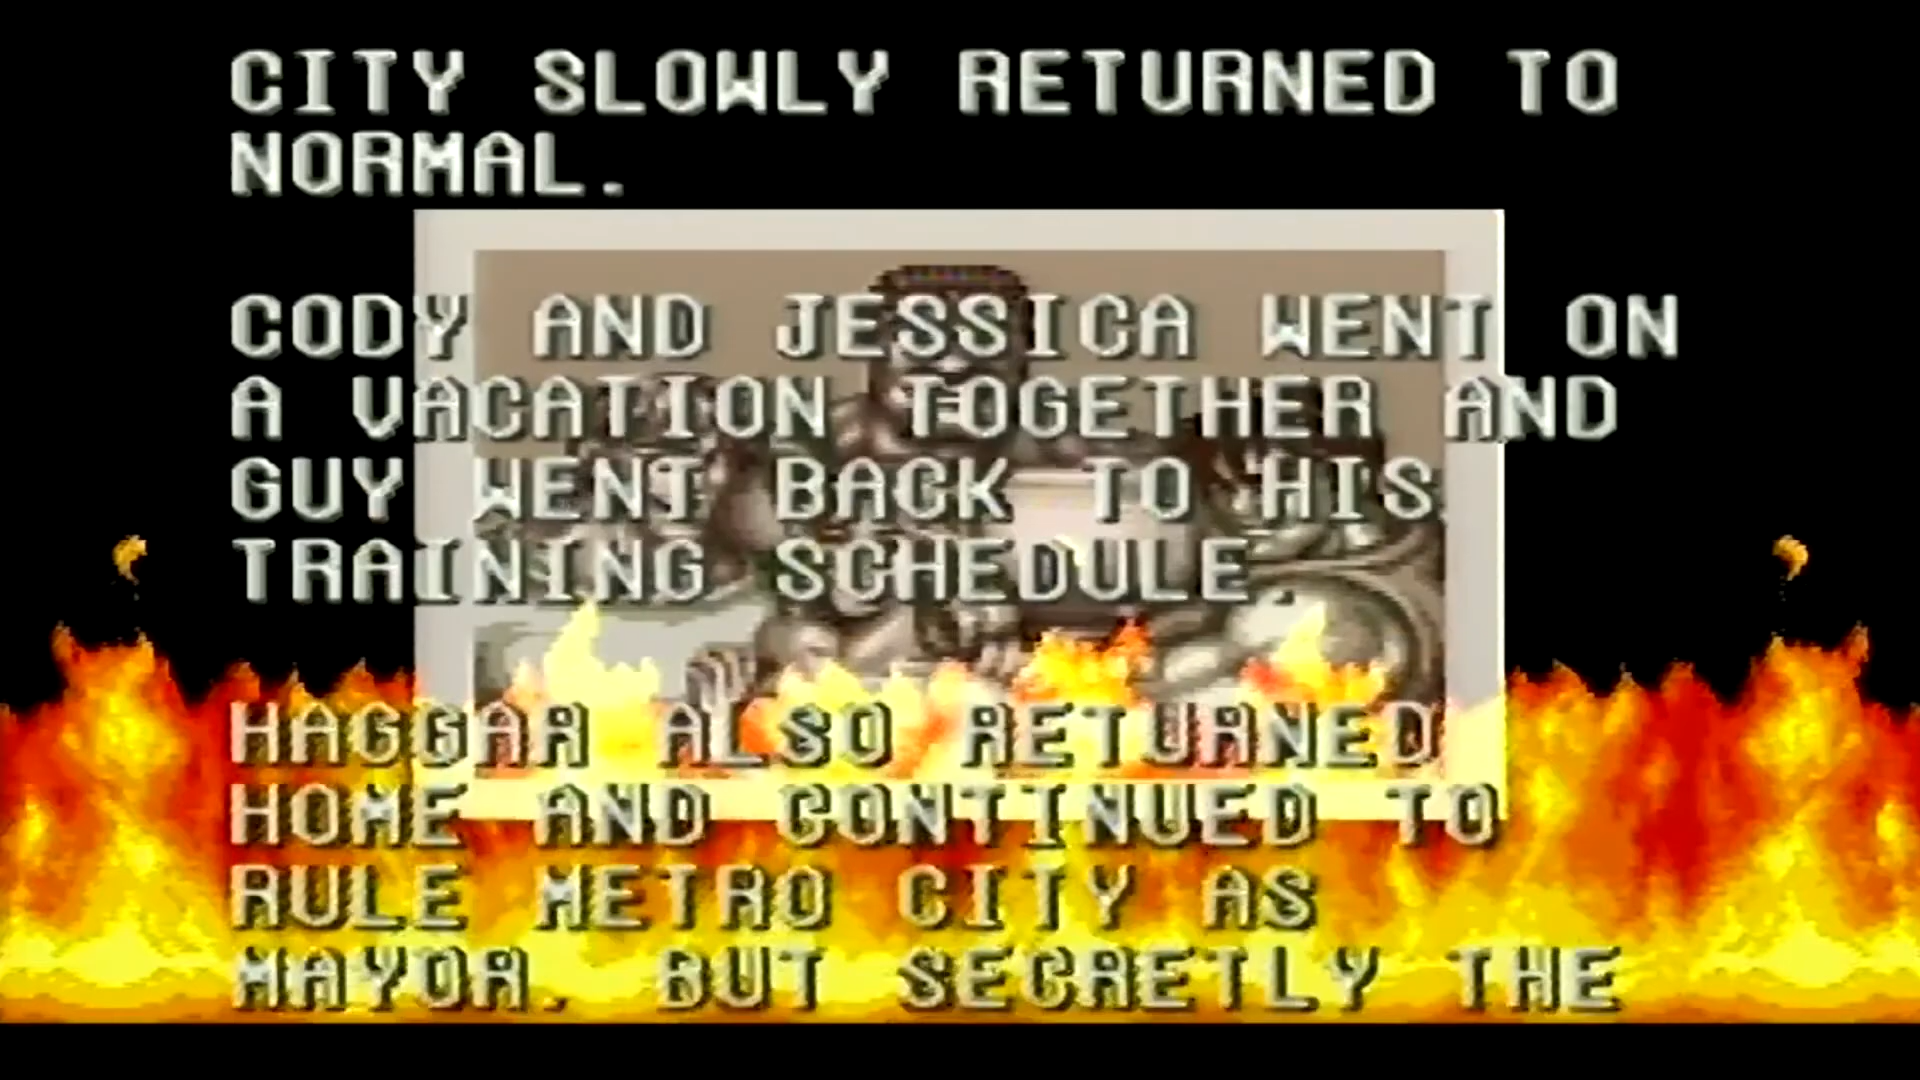 CITY SLOWLY RETURNED TO
NORMAL.
CODY AND JESSICA WENT ON
A VACATION TOGETHER AND
GUY WENT BACK TO HIS
TRAINING SCHEDULE.
HAGGAR ALSO RETURNED
HOME AND CONTINUED TO
RULE METRO CITY AS
MAYOR. BUT SECRETLY THE